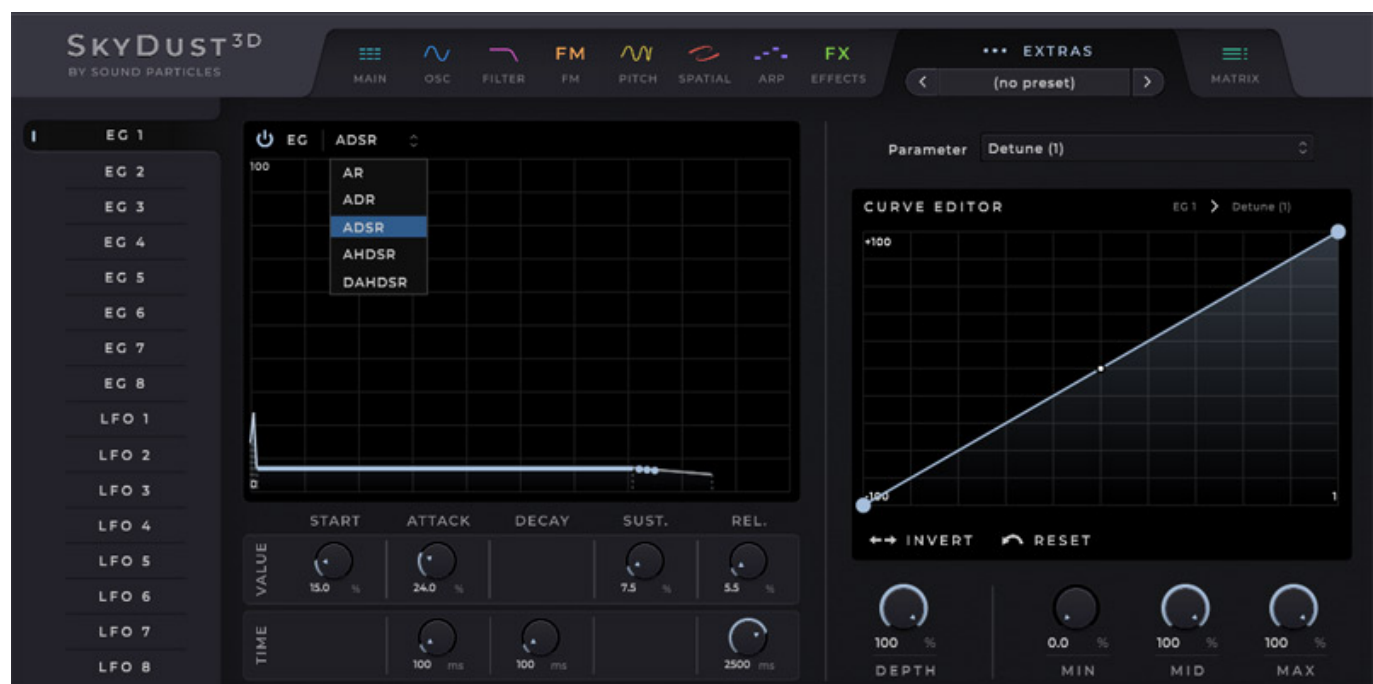 SKYDUST 3D
BY SOUND PARTICLES
MAIN
OSC
FILTER
FM
FM
PITCH
SPATIAL
ARP
FX
EFFECTS
EXTRAS
(no preset)
MATRIX
EG 1
EG 2
EG 3
EG 4
EG 5
EG 6
EG 7
EG 8
LFO 1
LFO 2
LFO 3
LFO 4
LFO 5
LFO 6
LFO 7
LFO 8
EG ADSR
100
AR
ADR
ADSR
AHDSR
DAHDSR
0
START ATTACK DECAY SUST. REL.
VALUE
15.0 % 24.0 % 7.5 % 5.5 %
TIME
100 ms 100 ms 2500 ms
Parameter Detune (1)
CURVE EDITOR EG 1 > Detune (1)
+100
-100 1
INVERT RESET
100 % 0.0 % 100 % 100 %
DEPTH MIN MID MAX